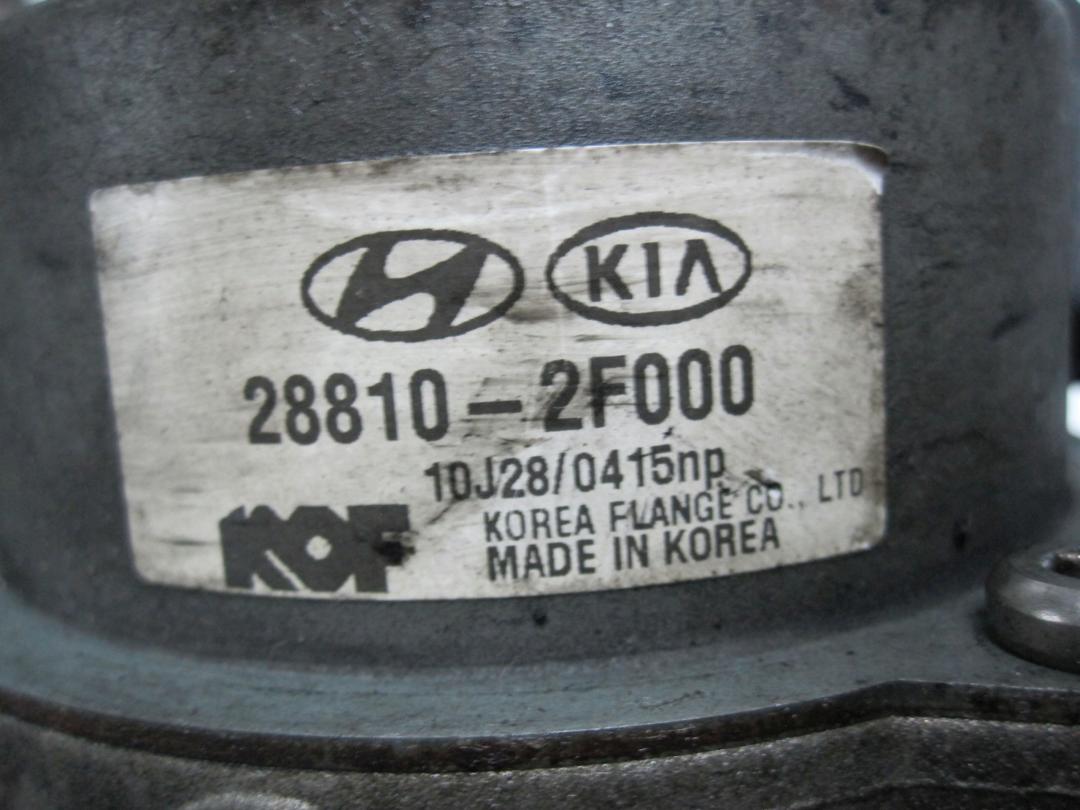 KIA
28810-2F000
10J28/0415np
KOF
KOREA FLANGE CO., LTD
MADE IN KOREA